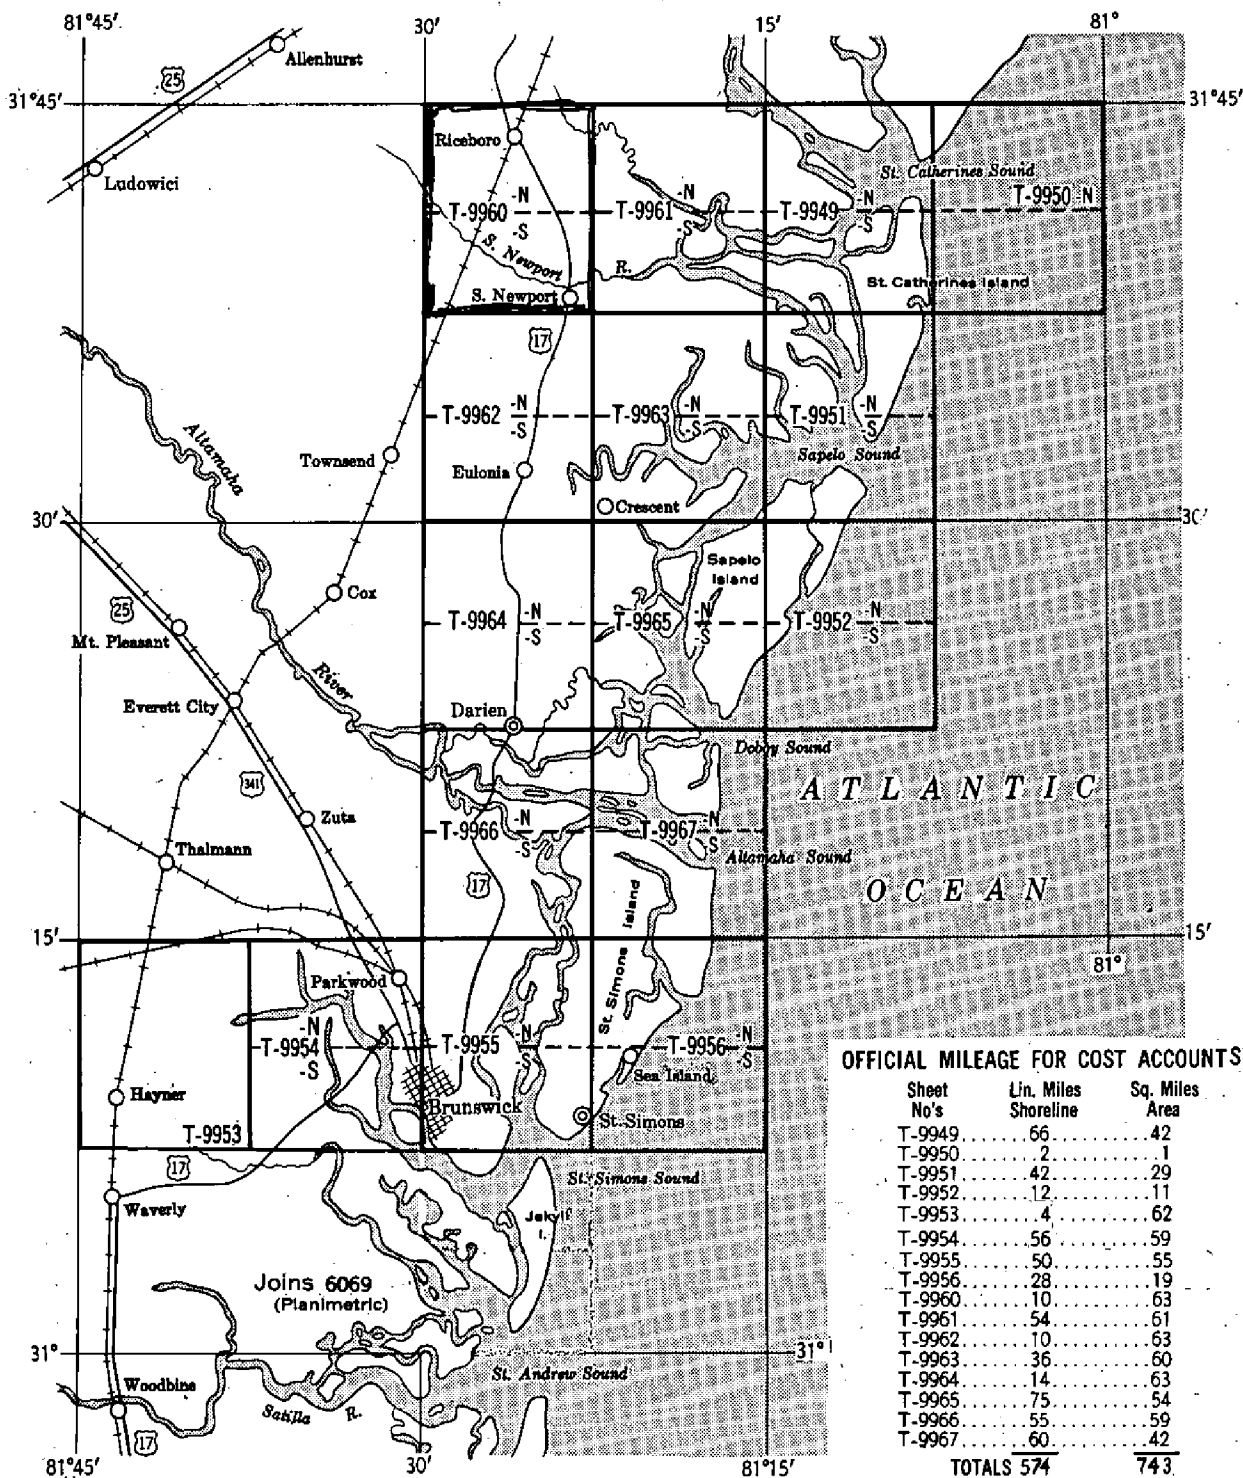 81°45' 30' 15' 81°
Allenhurst
25
31°45' 31°45'
Riceboro
Ludowici
St. Catherines Sound
T-9960 -N -S T-9961 -N -S T-9949 -N -S T-9950 -N
S. Newport R.
St. Catherines Island
S. Newport
17
T-9962 -N -S T-9963 -N -S T-9951 -N -S
Altamaha
Townsend
Eulonia
Sapelo Sound
Crescent
30' 30'
Sapelo
Island
Cox
25
T-9964 -N -S T-9965 -N -S T-9952 -N -S
Mt. Pleasant
River
Everett City
Darien
Doboy Sound
341
ATLANTIC
Zuta
T-9966 -N -S T-9967 -N -S
Thalmann
Altamaha Sound
17
OCEAN
St. Simons Island
15' 15'
81°
Parkwood
-N
T-9954
-S
T-9955 -N -S T-9956 -N -S
Sea Island
Hayner
Brunswick
St. Simons
T-9953
17
St. Simons Sound
Waverly
Jekyll
I.
Joins 6069
(Planimetric)
31° 31°
St. Andrew Sound
Woodbine
Satilla R.
17
81°45' 30' 81°15'
OFFICIAL MILEAGE FOR COST ACCOUNTS
Sheet Lin. Miles Sq. Miles
No's Shoreline Area
T-9949.......66.........42
T-9950.......2.........1
T-9951.......42.........29
T-9952.......12.........11
T-9953.......4.........62
T-9954.......56.........59
T-9955.......50.........55
T-9956.......28.........19
T-9960.......10.........63
T-9961.......54.........61
T-9962.......10.........63
T-9963.......36.........60
T-9964.......14.........63
T-9965.......75.........54
T-9966.......55.........59
T-9967.......60.........42
TOTALS 574 743